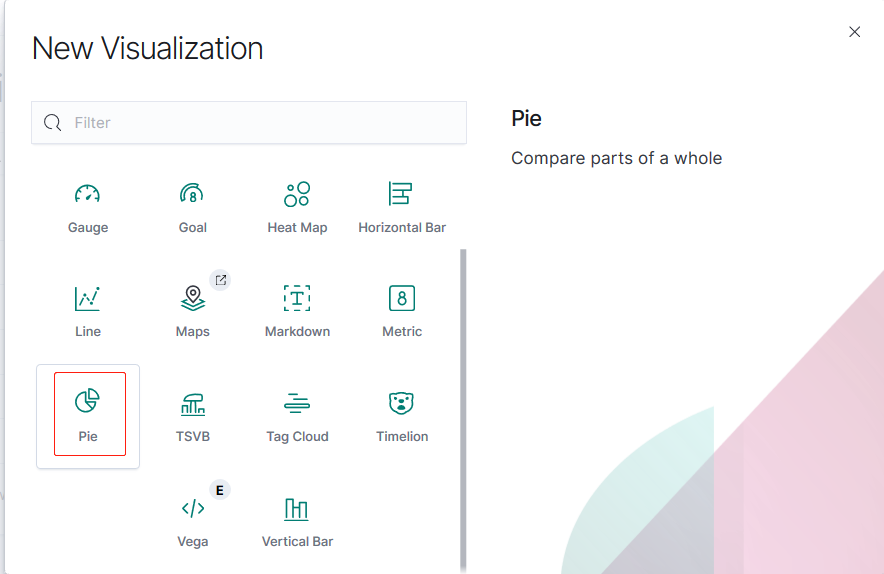 New Visualization
Filter
Gauge
Goal
Heat Map
Horizontal Bar
Line
Maps
Markdown
Metric
Pie
TSVB
Tag Cloud
Timelion
E
Vega
Vertical Bar
Pie
Compare parts of a whole